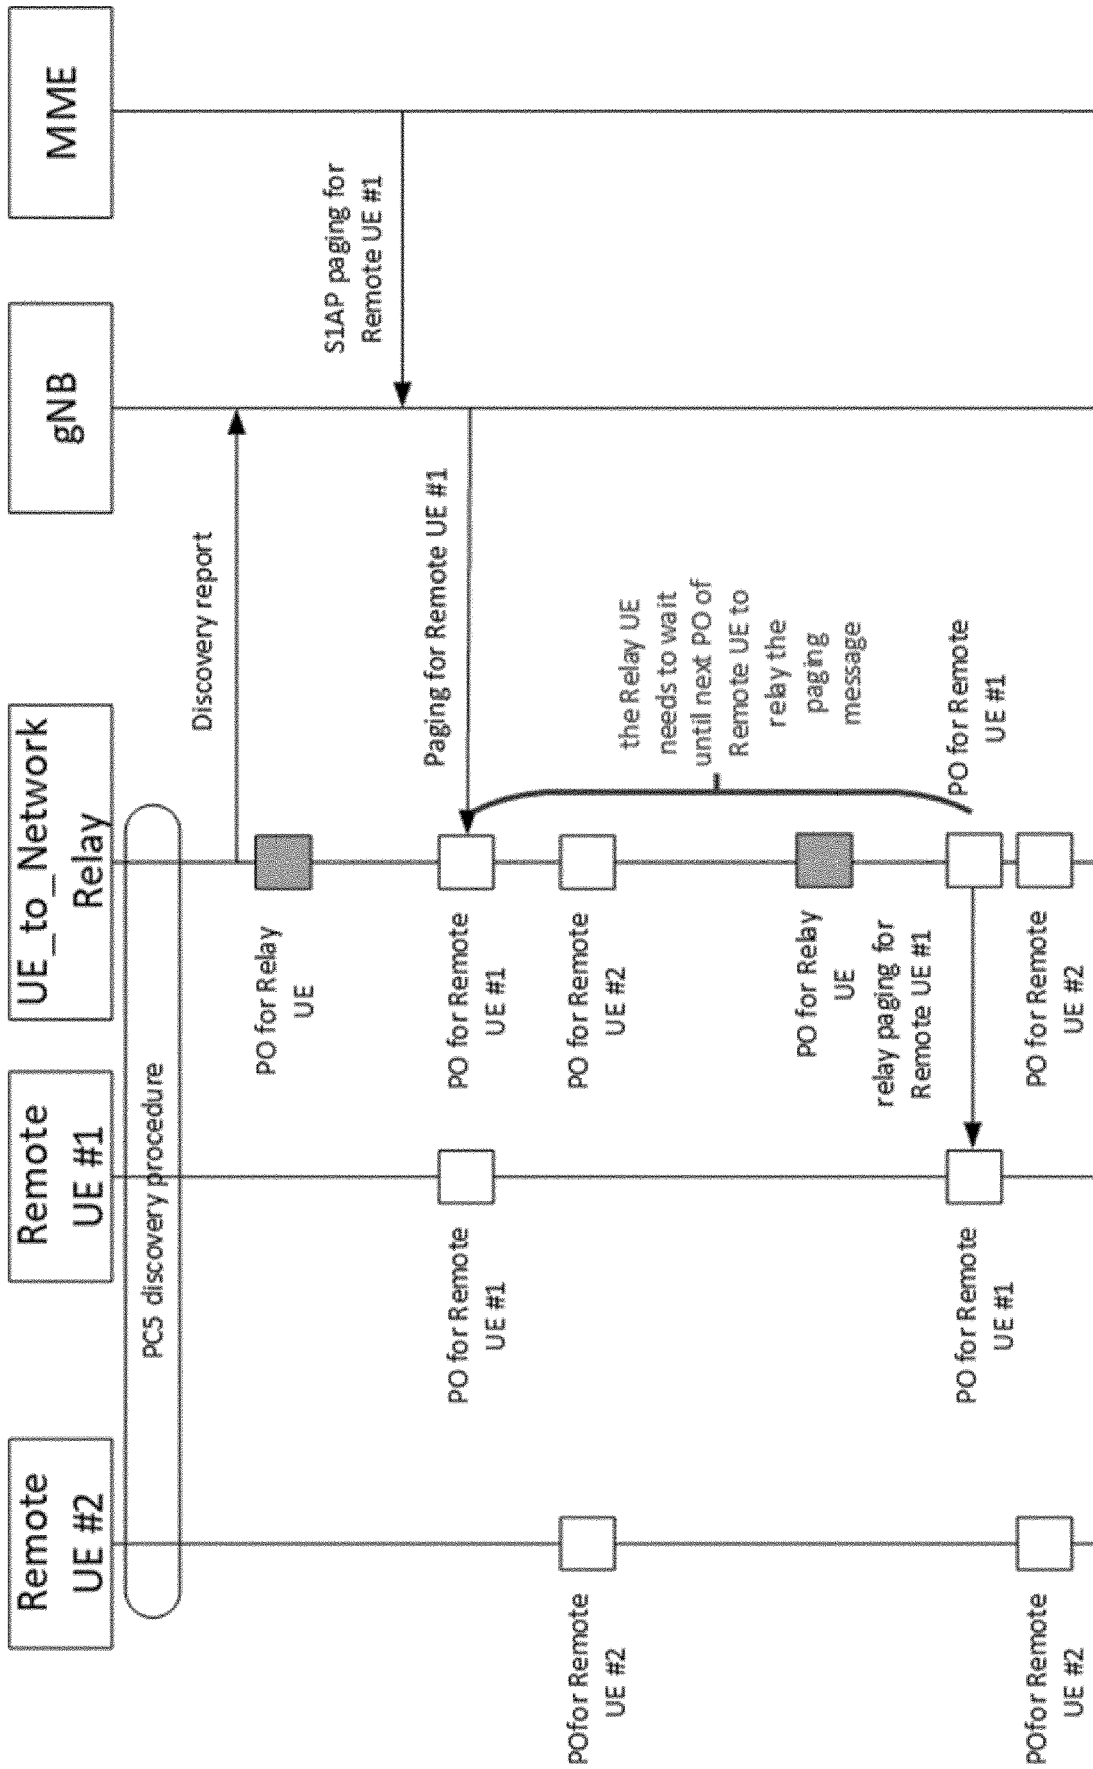 Remote
UE #2
Remote
UE #1
UE_to_Network
Relay
gNB
MME
PC5 discovery procedure
Discovery report
PO for Relay
UE
S1AP paging for
Remote UE #1
Paging for Remote UE #1
PO for Remote
UE #1
PO for Remote
UE #1
POfor Remote
UE #2
PO for Remote
UE #2
the Relay UE
needs to wait
until next PO of
Remote UE to
relay the
paging
message
PO for Relay
UE
relay paging for
Remote UE #1
PO for Remote
UE #1
PO for Remote
UE #1
POfor Remote
UE #2
PO for Remote
UE #2